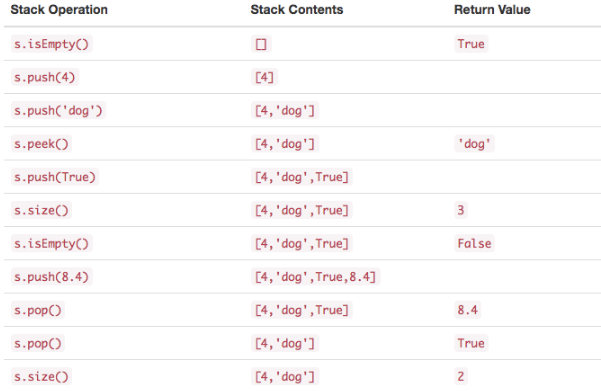 Stack Operation Stack Contents Return Value
s.isEmpty() [] True
s.push(4) [4]
s.push('dog') [4,'dog']
s.peek() [4,'dog'] 'dog'
s.push(True) [4,'dog',True]
s.size() [4,'dog',True] 3
s.isEmpty() [4,'dog',True] False
s.push(8.4) [4,'dog',True,8.4]
s.pop() [4,'dog',True] 8.4
s.pop() [4,'dog'] True
s.size() [4,'dog'] 2